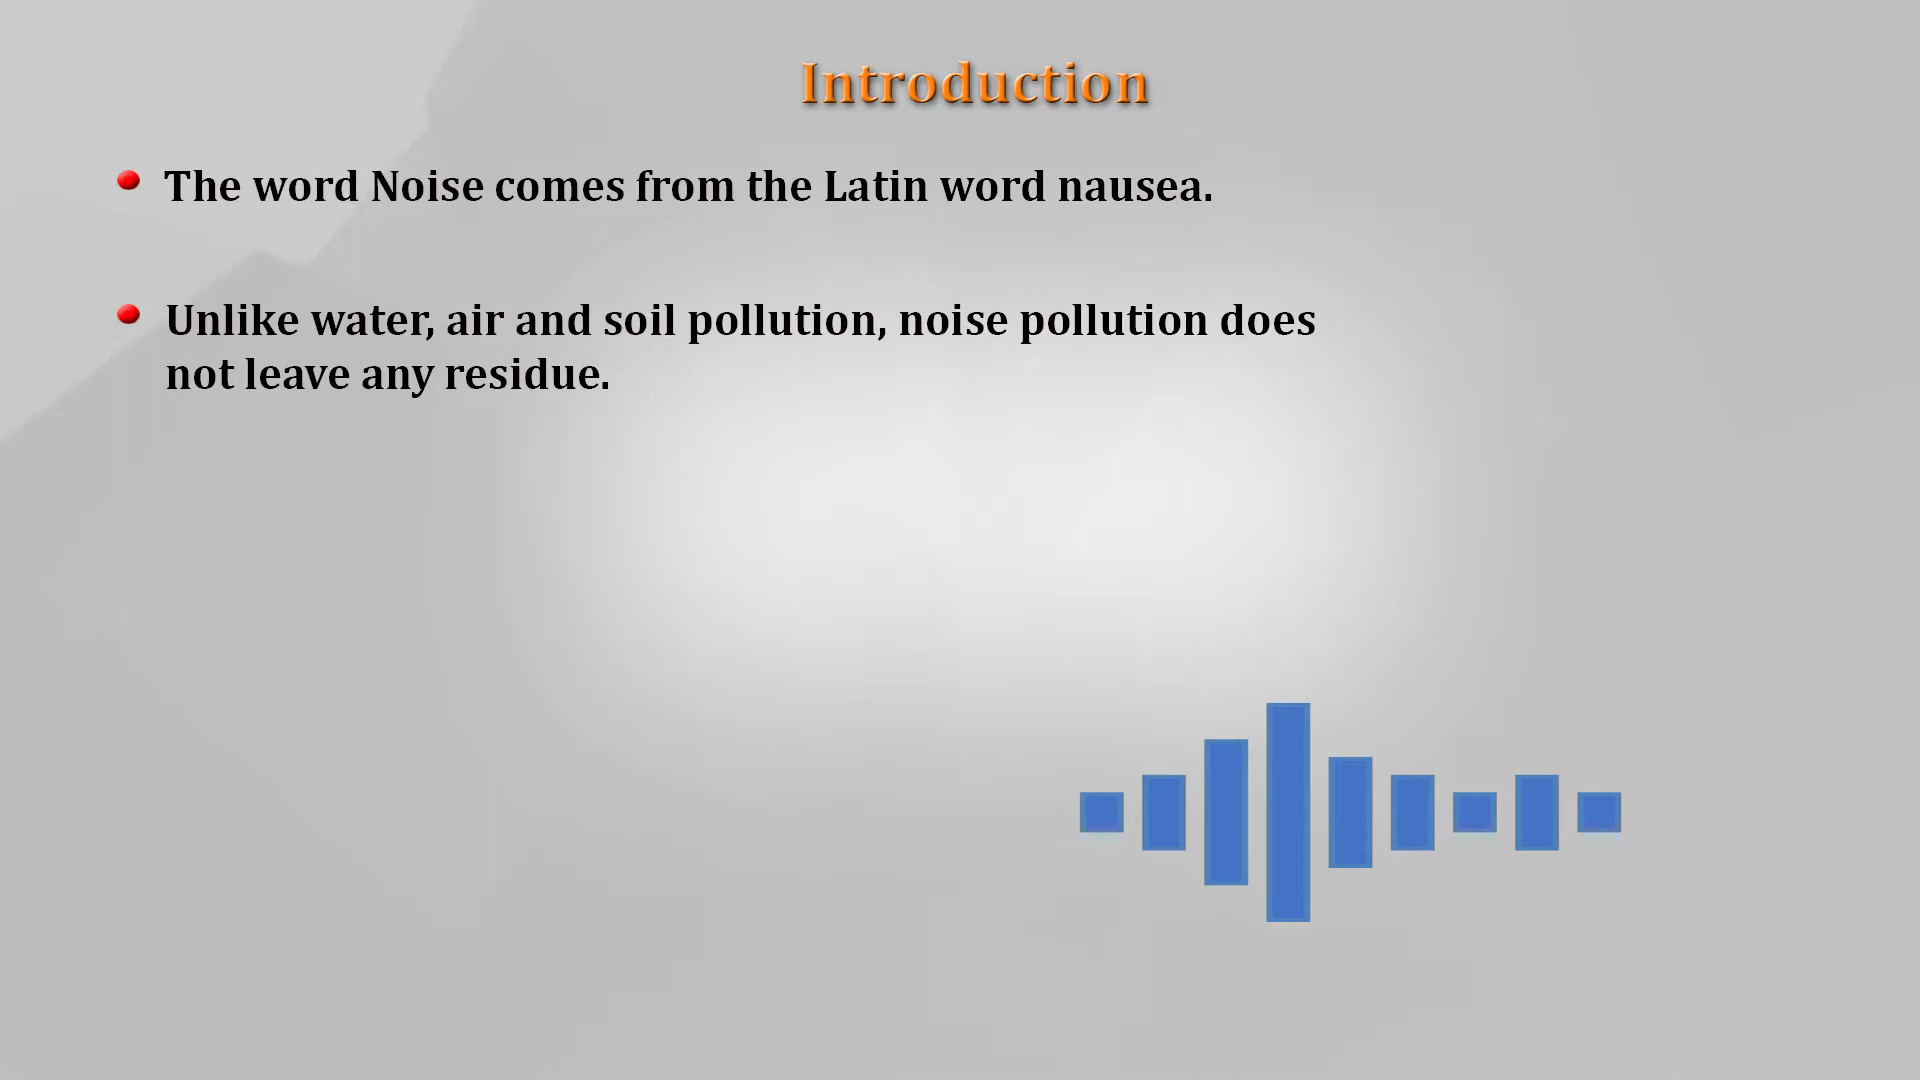 Introduction
The word Noise comes from the Latin word nausea.
Unlike water, air and soil pollution, noise pollution does
not leave any residue.